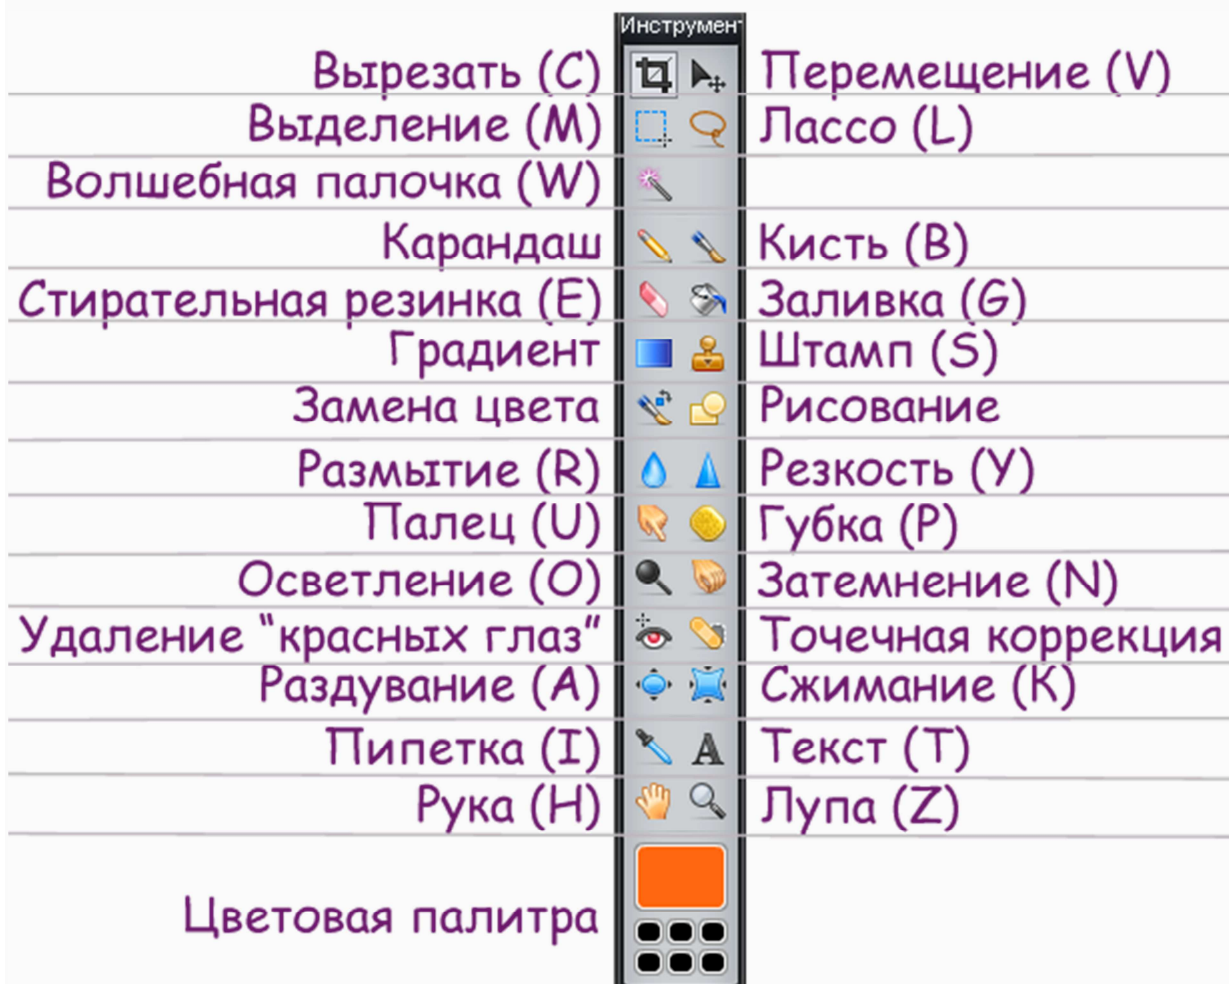 Инструмент
Вырезать (C)
Перемещение (V)
Выделение (M)
Лассо (L)
Волшебная палочка (W)
Карандаш
Кисть (B)
Стирательная резинка (E)
Заливка (G)
Градиент
Штамп (S)
Замена цвета
Рисование
Размытие (R)
Резкость (Y)
Палец (U)
Губка (P)
Осветление (O)
Затемнение (N)
Удаление "красных глаз"
Точечная коррекция
Раздувание (A)
Сжимание (K)
Пипетка (I)
Текст (T)
Рука (H)
Лупа (Z)
Цветовая палитра